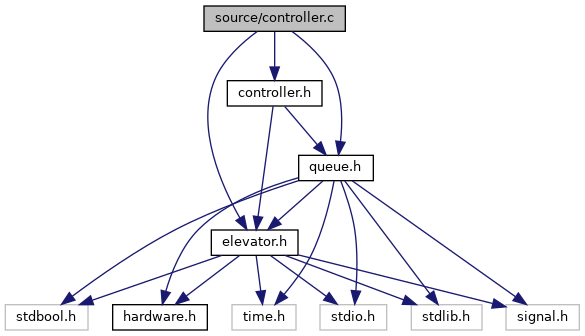 source/controller.c
controller.h
queue.h
elevator.h
stdbool.h
hardware.h
time.h
stdio.h
stdlib.h
signal.h